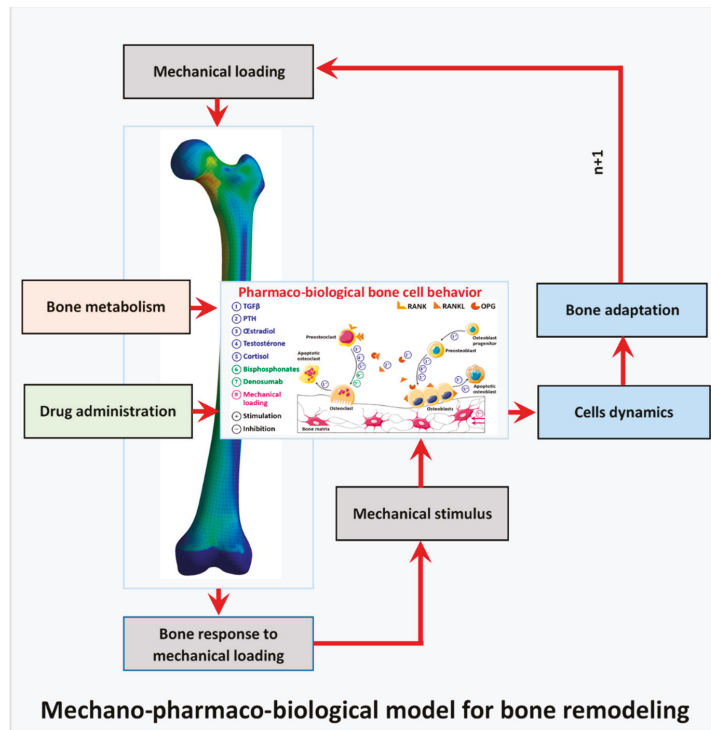 Mechanical loading
n+1
Bone metabolism
Drug administration
Pharmaco-biological bone cell behavior
1 TGFβ
2 PTH
3 Œstradiol
4 Testostérone
5 Cortisol
6 Bisphosphonates
7 Denosumab
8 Mechanical
loading
+ Stimulation
− Inhibition
RANK RANKL OPG
Preosteoclast
Osteoblast
progenitor
Preosteoblast
Apoptotic
osteoclast
Apoptotic
osteoblast
Osteoclast
Osteoblasts
Bone matrix
Bone adaptation
Cells dynamics
Mechanical stimulus
Bone response to
mechanical loading
Mechano-pharmaco-biological model for bone remodeling